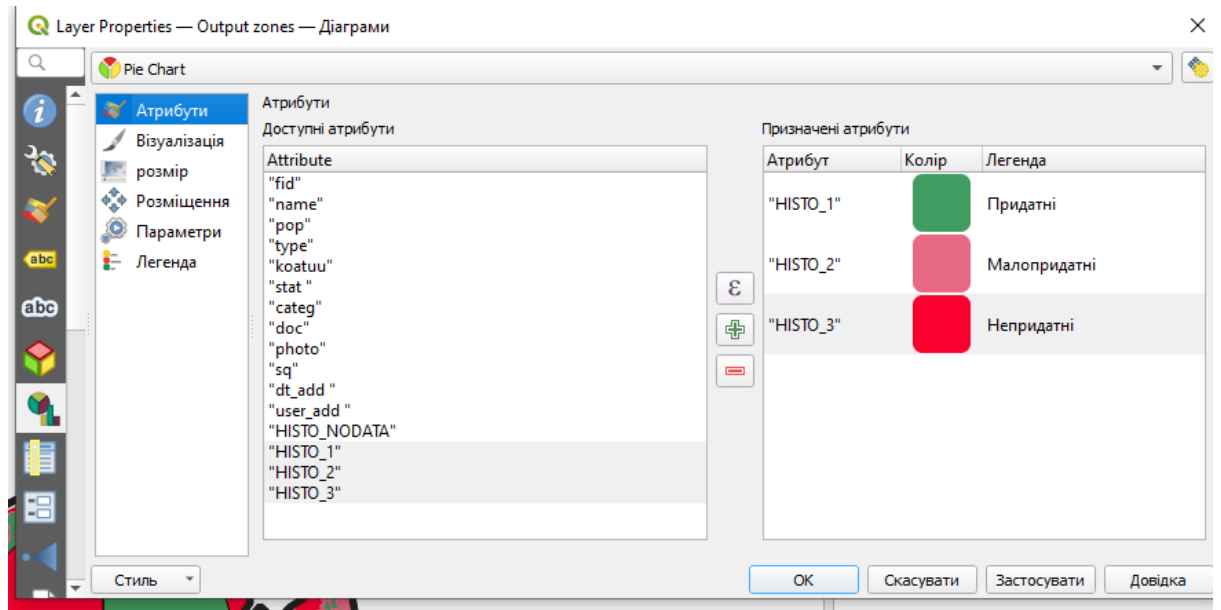 Layer Properties — Output zones — Діаграми
Pie Chart
Атрибути
Візуалізація
розмір
Розміщення
Параметри
Легенда
Атрибути
Доступні атрибути
Attribute
"fid"
"name"
"pop"
"type"
"koatuu"
"stat "
"categ"
"doc"
"photo"
"sq"
"dt_add "
"user_add "
"HISTO_NODATA"
"HISTO_1"
"HISTO_2"
"HISTO_3"
ε
Призначені атрибути
Атрибут Колір Легенда
"HISTO_1" Придатні
"HISTO_2" Малопридатні
"HISTO_3" Непридатні
abc
abc
Стиль
OK Скасувати Застосувати Довідка